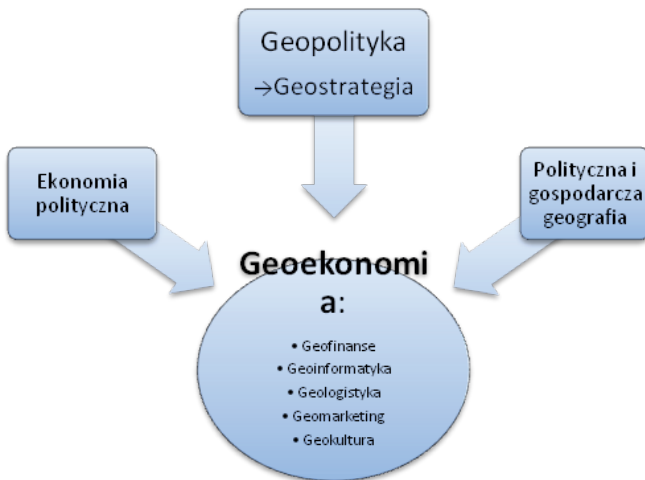 Geopolityka
→Geostrategia
Ekonomia
polityczna
Polityczna i
gospodarcza
geografia
Geoekonomi
a:
• Geofinanse
• Geoinformatyka
• Geologistyka
• Geomarketing
• Geokultura